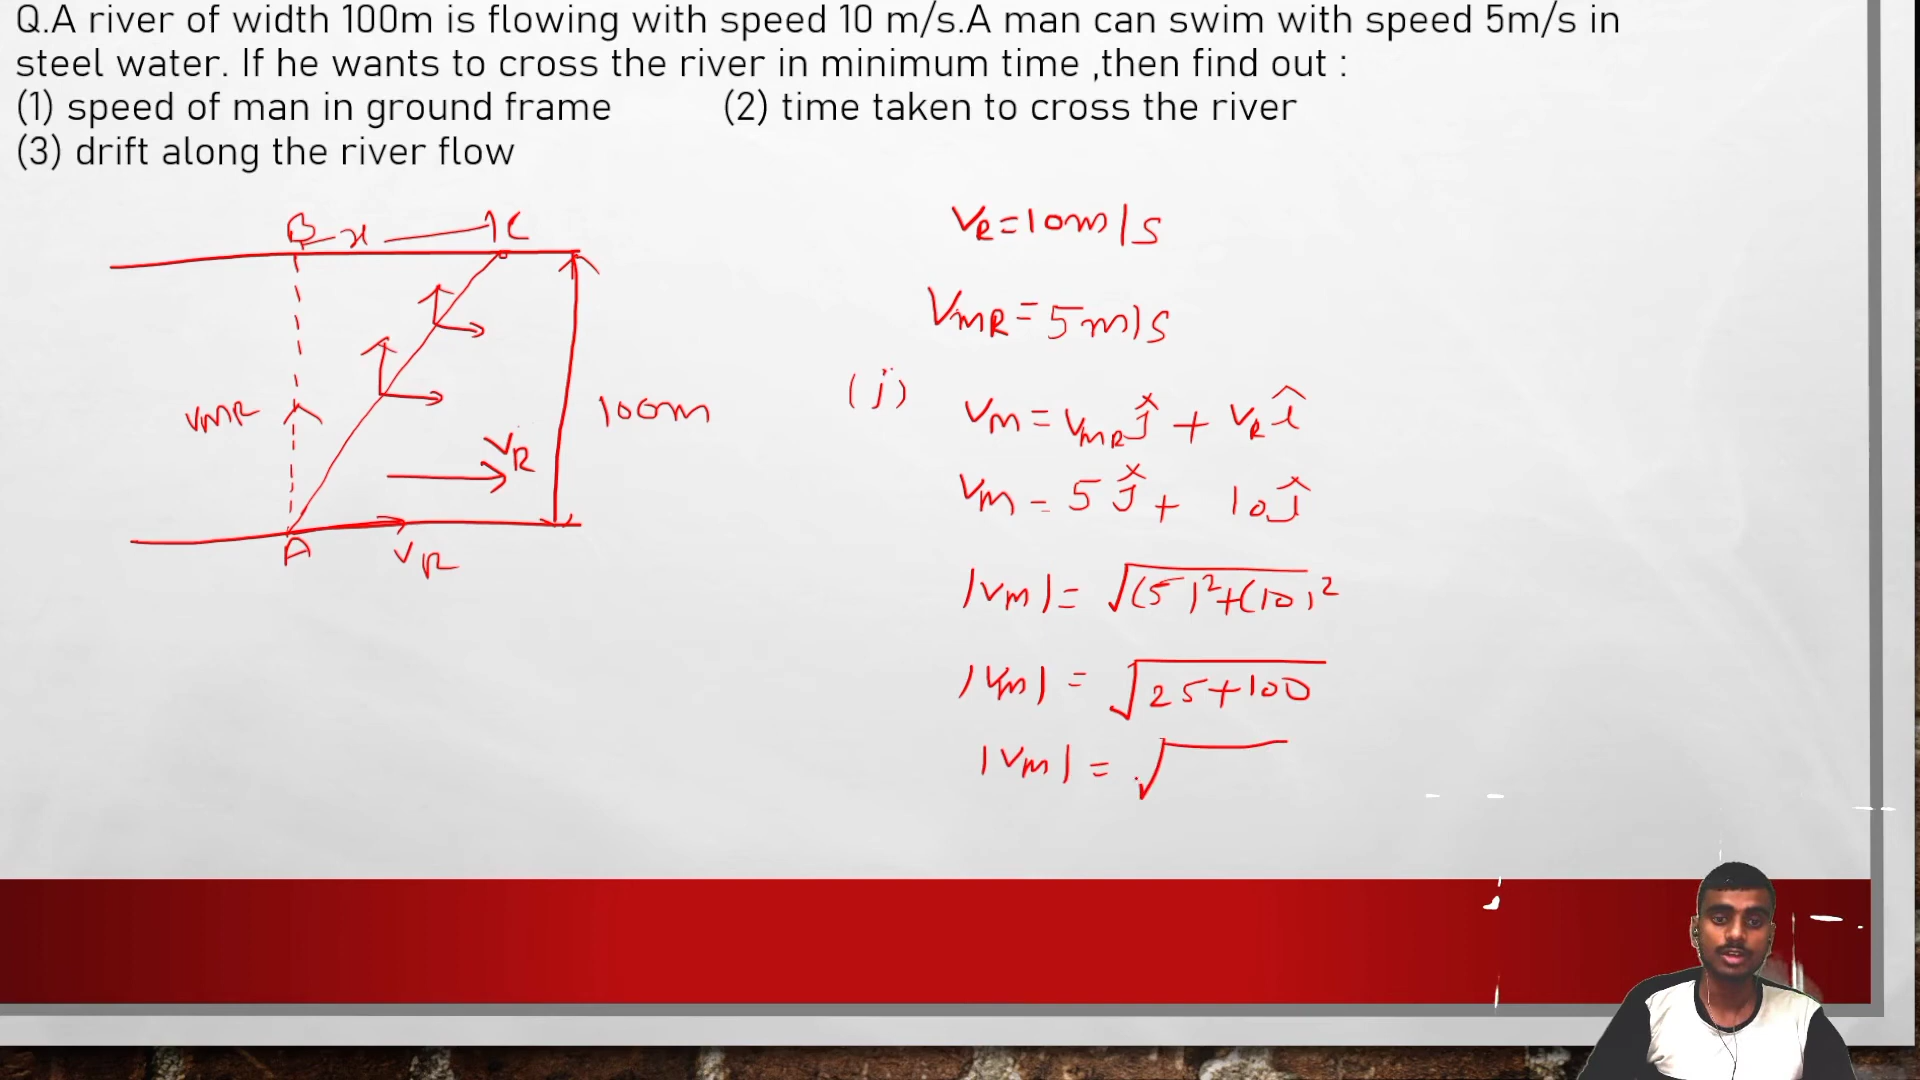 Q.A river of width 100m is flowing with speed 10 m/s.A man can swim with speed 5m/s in
steel water. If he wants to cross the river in minimum time ,then find out :
(1) speed of man in ground frame (2) time taken to cross the river
(3) drift along the river flow
B x C
VMR
VR
100m
A
VR
VR=10m/s
VMR=5m/s
(i)
Vm = VMR ĵ + VR î
Vm = 5ĵ + 10ĵ
|Vm| = √(5)²+(10)²
|Vm| = √25+100
|Vm| = √